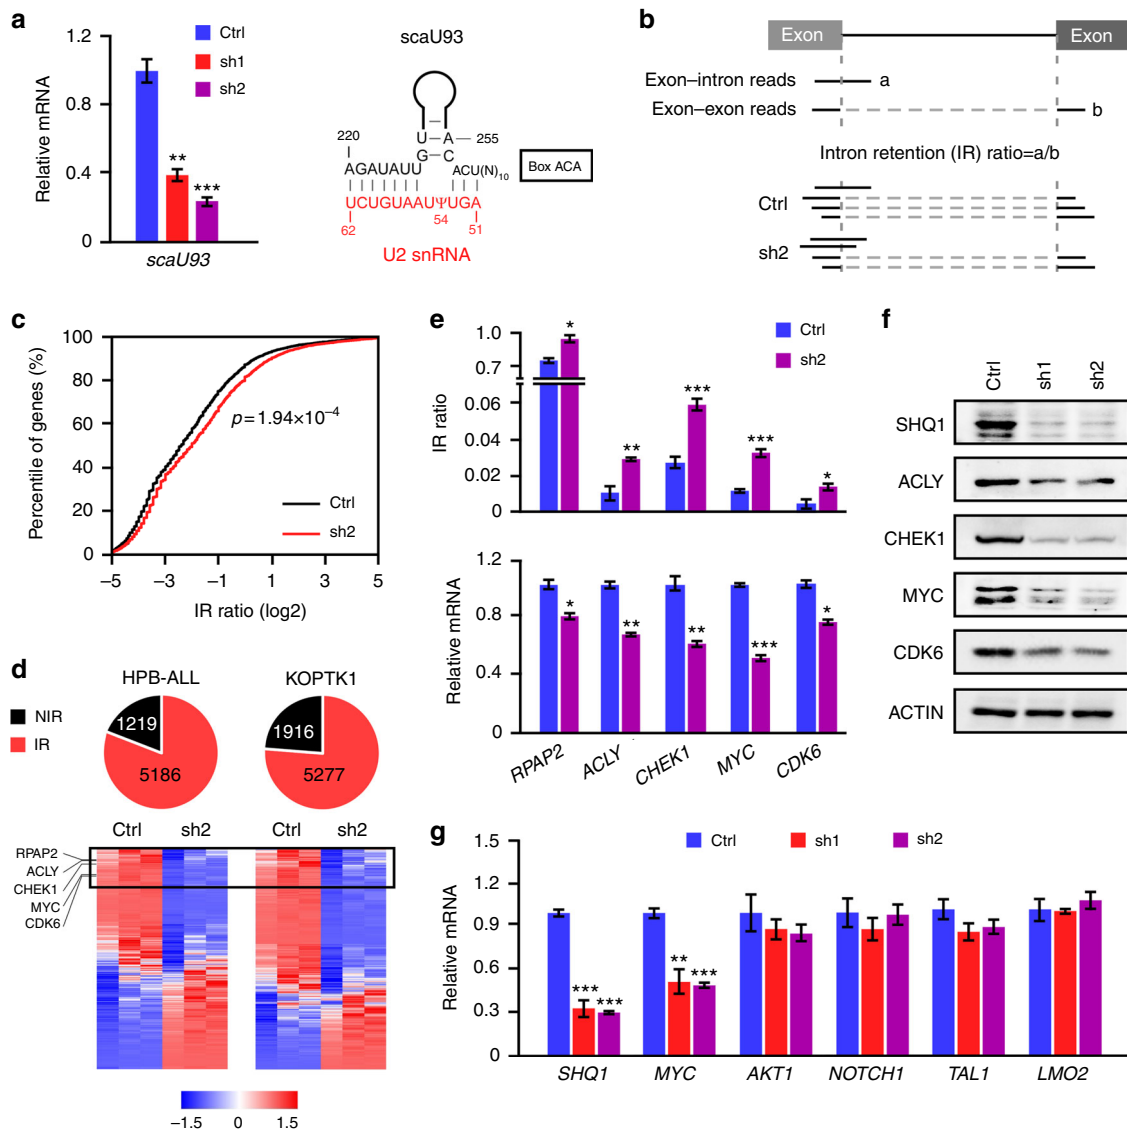 a
1.2
0.8
0.4
0
Relative mRNA
Ctrl
sh1
sh2
**
***
scaU93
scaU93
220
255
U A
G C
AGAUAUU
ACU(N)10
Box ACA
UCUGUAAUΨUGA
62
54
51
U2 snRNA
b
Exon
Exon
Exon–intron reads
a
Exon–exon reads
b
Intron retention (IR) ratio=a/b
Ctrl
sh2
c
100
80
60
40
20
0
Percentile of genes (%)
p=1.94×10−4
Ctrl
sh2
−5 −3 −1 1 3 5
IR ratio (log2)
d
HPB-ALL
KOPTK1
NIR
IR
1219
5186
1916
5277
Ctrl sh2 Ctrl sh2
RPAP2
ACLY
CHEK1
MYC
CDK6
−1.5 0 1.5
e
1.0
0.7
0.06
0.04
0.02
0
IR ratio
Ctrl
sh2
*
**
***
***
*
1.2
0.8
0.4
0
Relative mRNA
*
**
**
***
*
RPAP2 ACLY CHEK1 MYC CDK6
f
Ctrl sh1 sh2
SHQ1
ACLY
CHEK1
MYC
CDK6
ACTIN
g
1.5
1.2
0.9
0.6
0.3
0
Relative mRNA
Ctrl
sh1
sh2
*** ***
** ***
SHQ1 MYC AKT1 NOTCH1 TAL1 LMO2